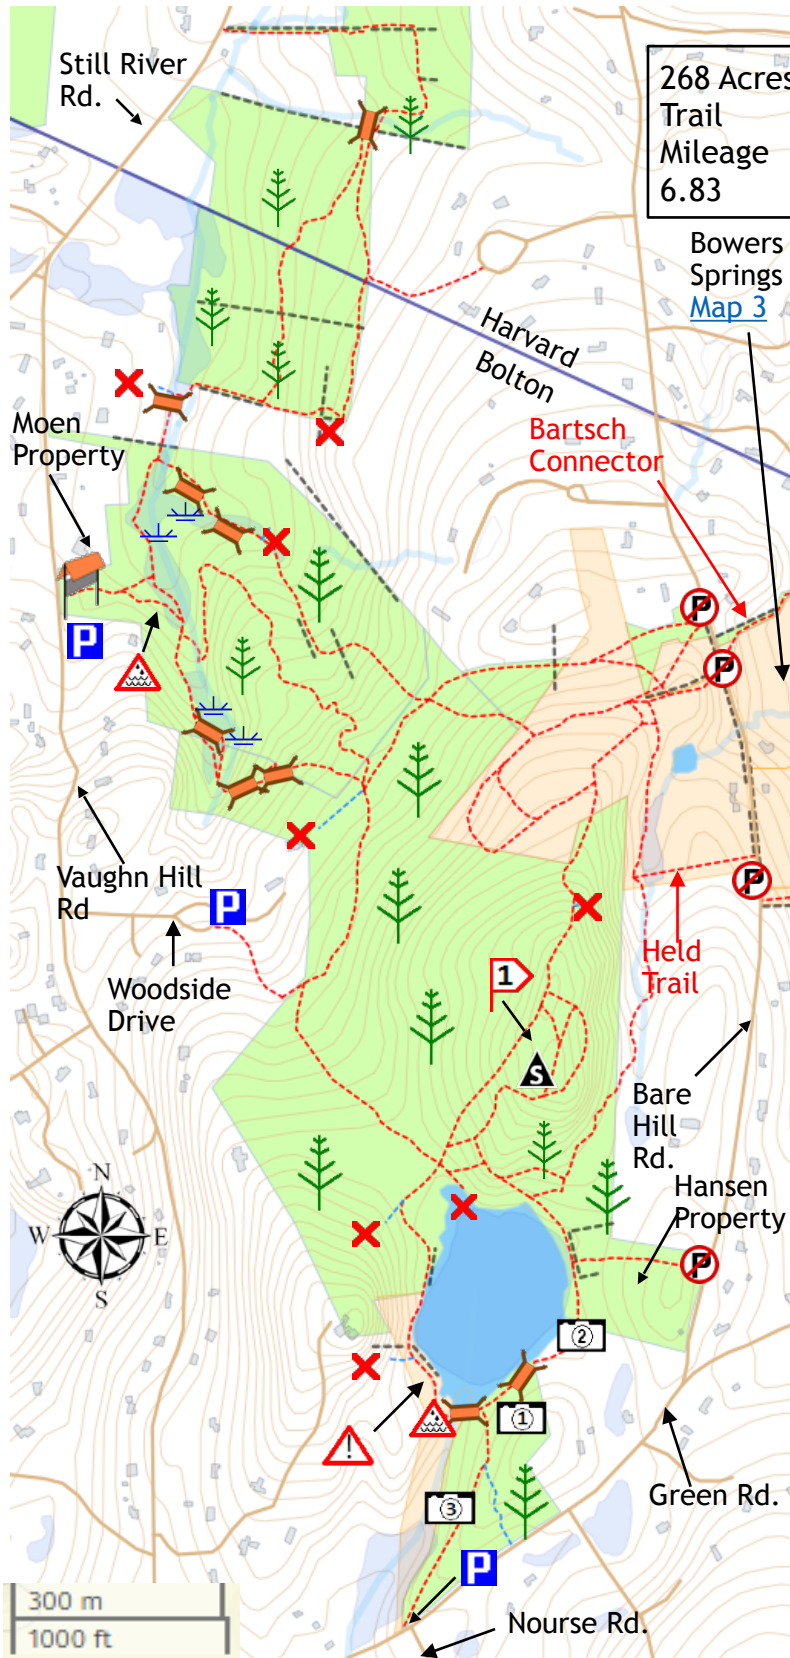 Still River
Rd.
268 Acres
Trail
Mileage
6.83
Bowers
Springs
Map 3
Harvard
Bolton
Moen
Property
Bartsch
Connector
P
P
P
Vaughn Hill
Rd
P
P
Woodside
Drive
Held
Trail
1
S
Bare
Hill
Rd.
N
W
E
S
Hansen
Property
P
2
!
1
3
Green Rd.
P
Nourse Rd.
300 m
1000 ft